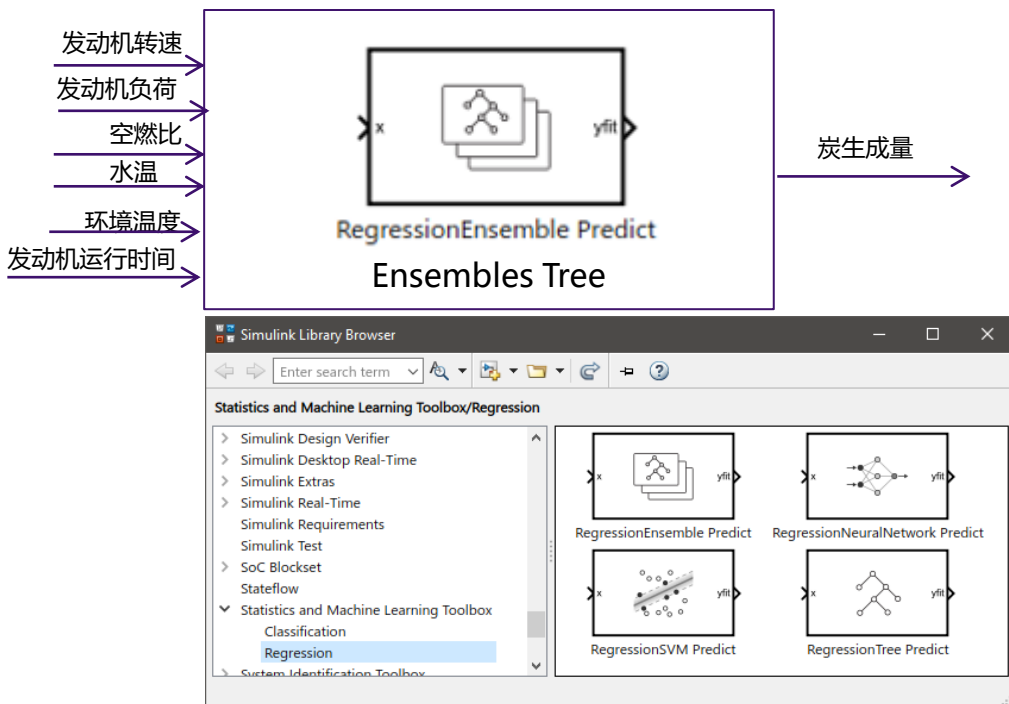 发动机转速
发动机负荷
空燃比
水温
环境温度
发动机运行时间
x
yfit
RegressionEnsemble Predict
Ensembles Tree
炭生成量
Simulink Library Browser
Enter search term
Statistics and Machine Learning Toolbox/Regression
Simulink Design Verifier
Simulink Desktop Real-Time
Simulink Extras
Simulink Real-Time
Simulink Requirements
Simulink Test
SoC Blockset
Stateflow
Statistics and Machine Learning Toolbox
Classification
Regression
System Identification Toolbox
x yfit
RegressionEnsemble Predict
x yfit
RegressionNeuralNetwork Predict
x yfit
RegressionSVM Predict
x yfit
RegressionTree Predict